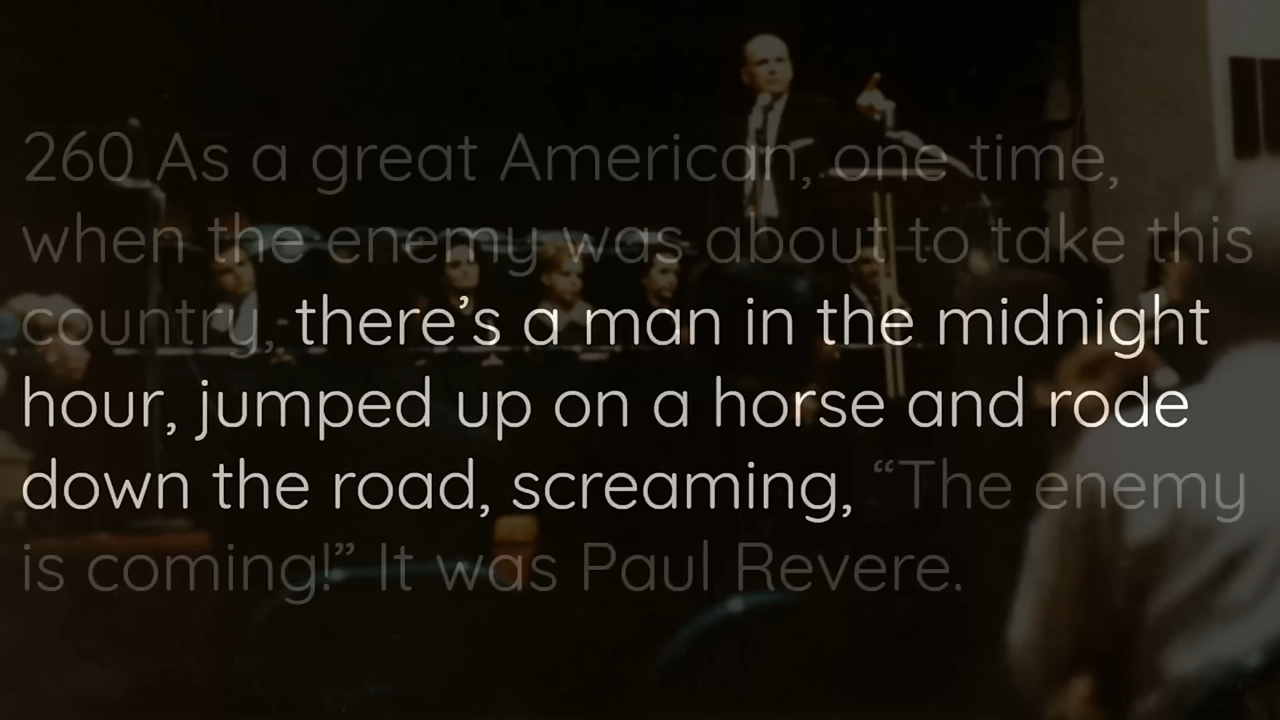 260 As a great American, one time,
when the enemy was about to take this
country, there’s a man in the midnight
hour, jumped up on a horse and rode
down the road, screaming, “The enemy
is coming!” It was Paul Revere.